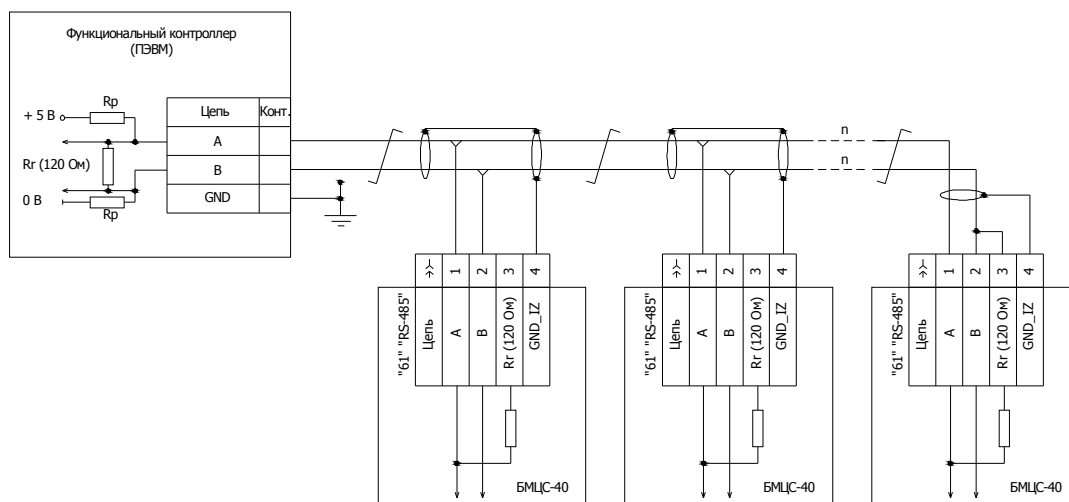 Функциональный контроллер
(ПЭВМ)
Rp
+ 5 В
Цепь
Конт.
A
Rr (120 Ом)
B
GND
0 В
Rp
n
n
1
2
3
4
"61" "RS-485"
Цепь
A
B
Rr (120 Ом)
GND_IZ
БМЦС-40
1
2
3
4
"61" "RS-485"
Цепь
A
B
Rr (120 Ом)
GND_IZ
БМЦС-40
1
2
3
4
"61" "RS-485"
Цепь
A
B
Rr (120 Ом)
GND_IZ
БМЦС-40